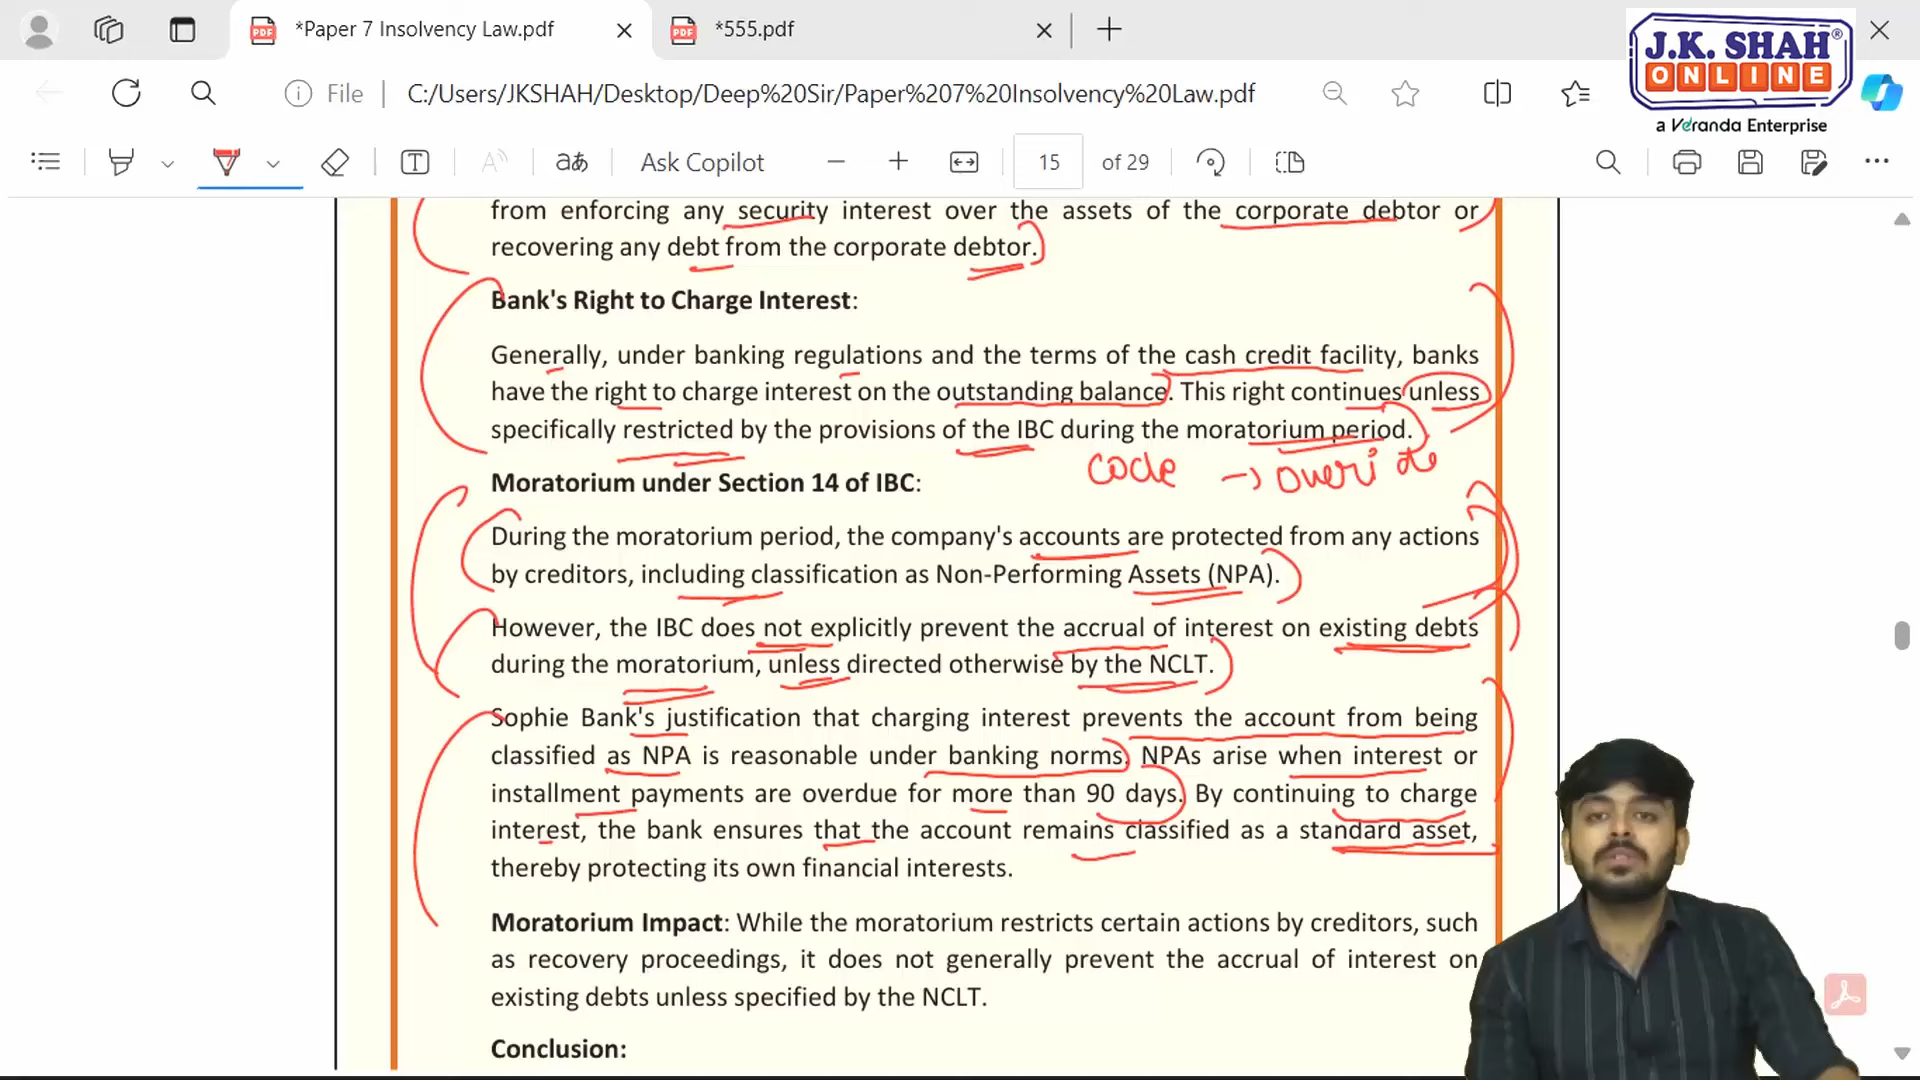 *Paper 7 Insolvency Law.pdf
*555.pdf
J.K. SHAH®
ONLINE
a Veranda Enterprise
File
C:/Users/JKSHAH/Desktop/Deep%20Sir/Paper%207%20Insolvency%20Law.pdf
Ask Copilot
15
of 29
from enforcing any security interest over the assets of the corporate debtor or
recovering any debt from the corporate debtor.
Bank's Right to Charge Interest:
Generally, under banking regulations and the terms of the cash credit facility, banks
have the right to charge interest on the outstanding balance. This right continues unless
specifically restricted by the provisions of the IBC during the moratorium period.
code → override
Moratorium under Section 14 of IBC:
During the moratorium period, the company's accounts are protected from any actions
by creditors, including classification as Non-Performing Assets (NPA).
However, the IBC does not explicitly prevent the accrual of interest on existing debts
during the moratorium, unless directed otherwise by the NCLT.
Sophie Bank's justification that charging interest prevents the account from being
classified as NPA is reasonable under banking norms. NPAs arise when interest or
installment payments are overdue for more than 90 days. By continuing to charge
interest, the bank ensures that the account remains classified as a standard asset,
thereby protecting its own financial interests.
Moratorium Impact: While the moratorium restricts certain actions by creditors, such
as recovery proceedings, it does not generally prevent the accrual of interest on
existing debts unless specified by the NCLT.
Conclusion: